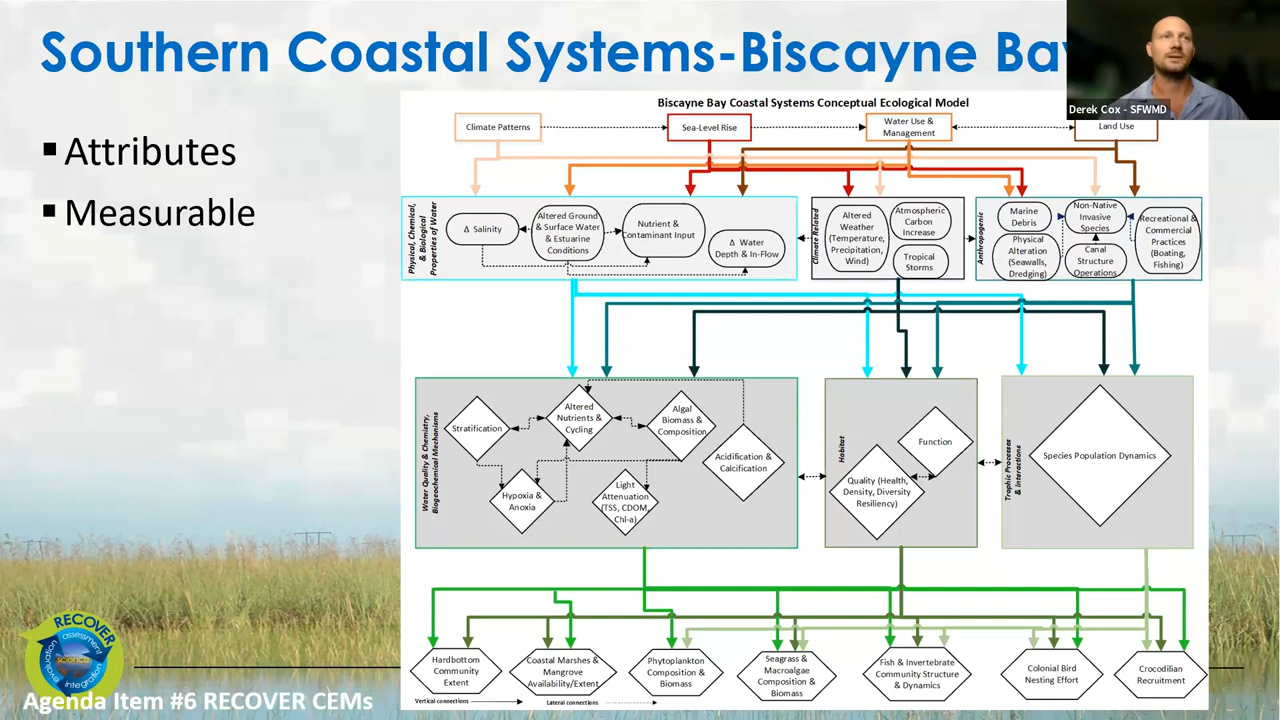 Southern Coastal Systems-Biscayne Bay
Derek Cox - SFWMD
Attributes
Measurable
Biscayne Bay Coastal Systems Conceptual Ecological Model
Climate Patterns
Sea-Level Rise
Water Use &
Management
Land Use
Physical, Chemical,
& Biological
Properties of Water
Δ Salinity
Altered Ground
& Surface Water
& Estuarine
Conditions
Nutrient &
Contaminant Input
Δ Water
Depth & In-Flow
Climate Related
Altered
Weather
(Temperature,
Precipitation,
Wind)
Atmospheric
Carbon
Increase
Tropical
Storms
Anthropogenic
Marine
Debris
Physical
Alteration
(Seawalls,
Dredging)
Non-Native
Invasive
Species
Canal
Structure
Operations
Recreational &
Commercial
Practices
(Boating,
Fishing)
Water Quality & Chemistry,
Biogeochemical Mechanisms
Stratification
Altered
Nutrients &
Cycling
Algal
Biomass &
Composition
Acidification &
Calcification
Hypoxia &
Anoxia
Light
Attenuation
(TSS, CDOM,
Chl-a)
Habitat
Function
Quality (Health,
Density, Diversity
Resiliency)
Trophic Processes
& Interactions
Species Population Dynamics
Hardbottom
Community
Extent
Coastal Marshes &
Mangrove
Availability/Extent
Phytoplankton
Composition &
Biomass
Seagrass &
Macroalgae
Composition &
Biomass
Fish & Invertebrate
Community Structure
& Dynamics
Colonial Bird
Nesting Effort
Crocodilian
Recruitment
Vertical connections
Lateral connections
RECOVER
evaluation
assessment
science
integration
Agenda Item #6 RECOVER CEMs